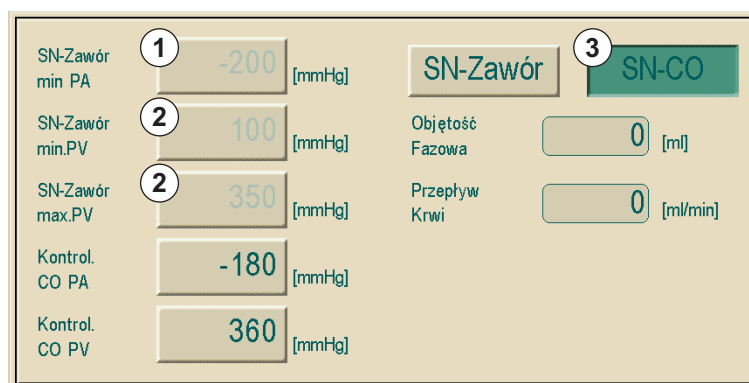 SN-Zawór
min PA
1
-200
[mmHg]
SN-Zawór
min.PV
2
100
[mmHg]
SN-Zawór
max.PV
2
350
[mmHg]
Kontrol.
CO PA
-180
[mmHg]
Kontrol.
CO PV
360
[mmHg]
SN-Zawór
3
SN-CO
Objętość
Fazowa
0
[ml]
Przepływ
Krwi
0
[ml/min]